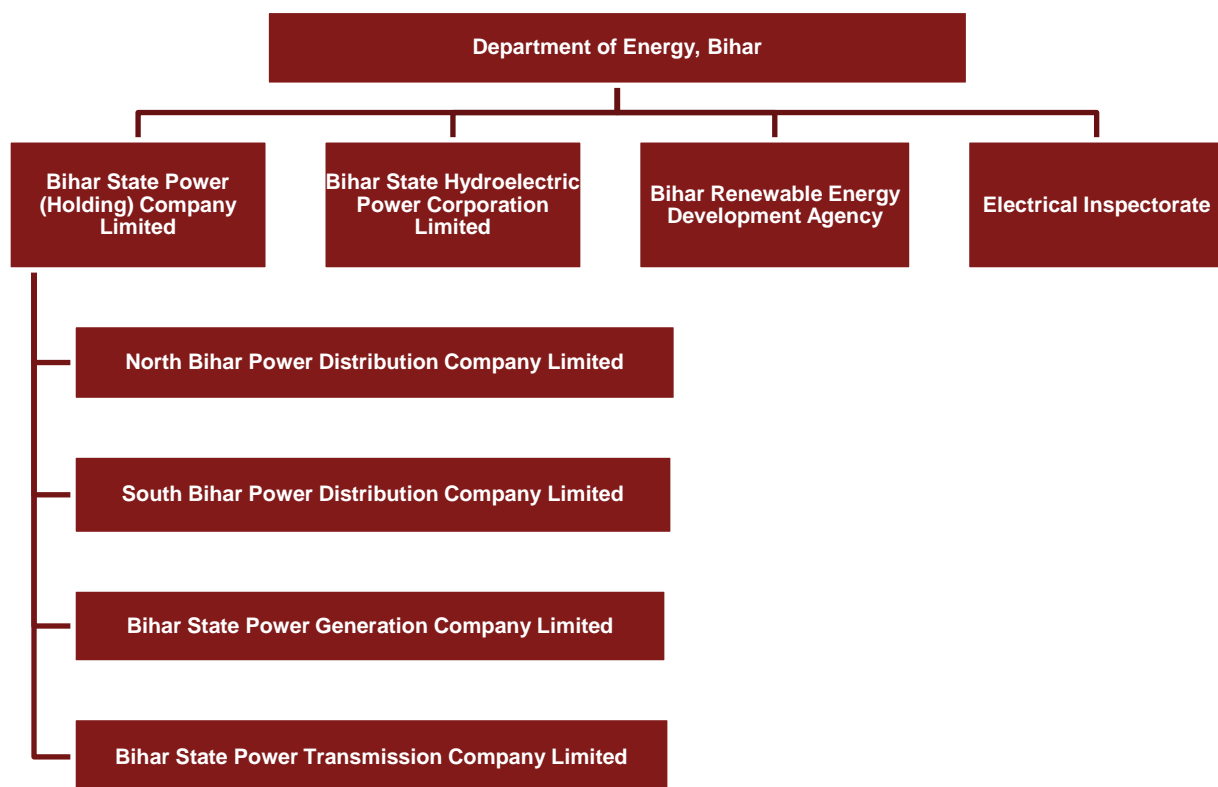 Department of Energy, Bihar
Bihar State Power
(Holding) Company
Limited
Bihar State Hydroelectric
Power Corporation
Limited
Bihar Renewable Energy
Development Agency
Electrical Inspectorate
North Bihar Power Distribution Company Limited
South Bihar Power Distribution Company Limited
Bihar State Power Generation Company Limited
Bihar State Power Transmission Company Limited